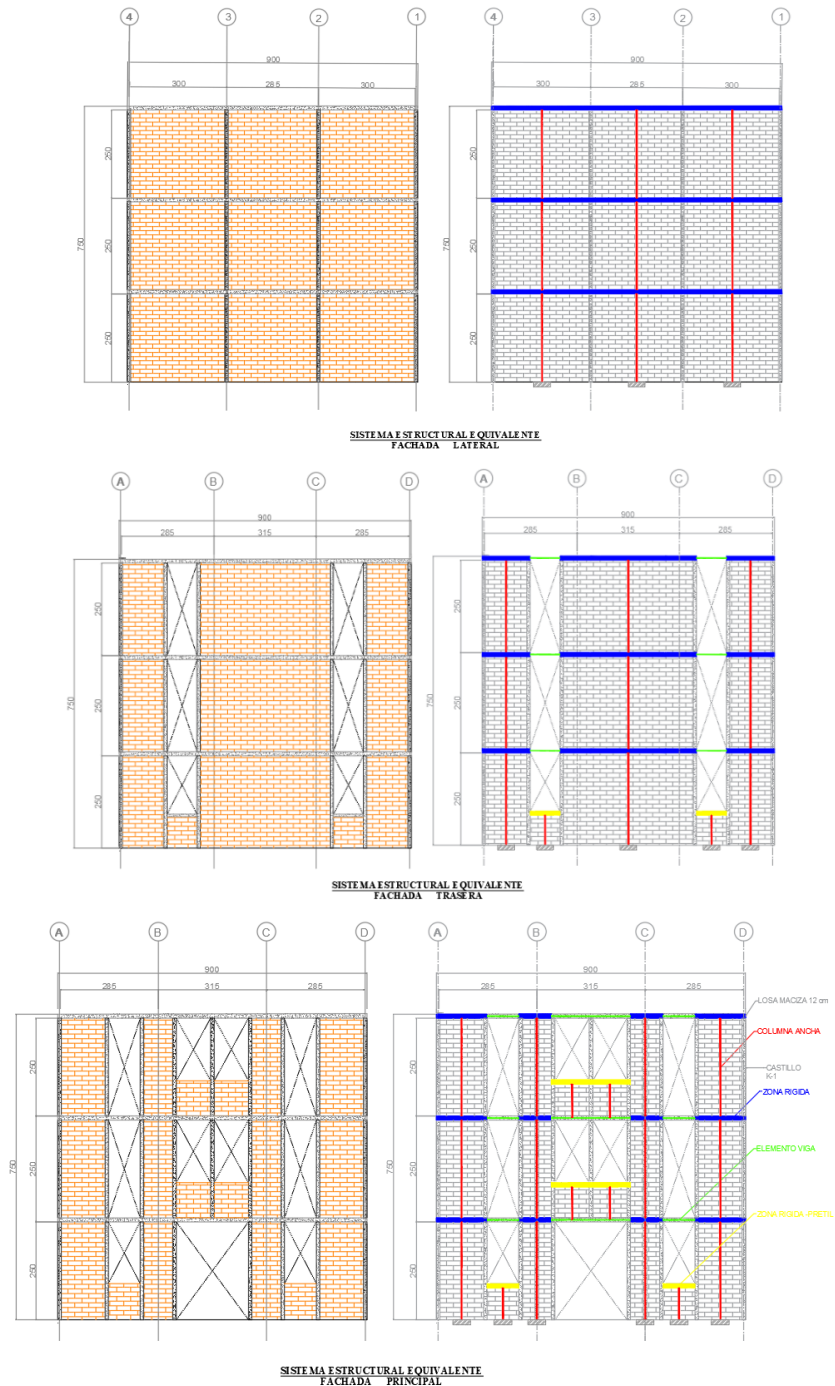 4
3
2
1
4
3
2
1
900
900
300
285
300
300
285
300
250
250
250
750
250
250
250
750
SISTEMA ESTRUCTURAL EQUIVALENTE
FACHADA LATERAL
A
B
C
D
A
B
C
D
900
900
285
315
285
285
315
285
250
250
250
750
250
250
250
750
SISTEMA ESTRUCTURAL EQUIVALENTE
FACHADA TRASERA
A
B
C
D
A
B
C
D
900
900
285
315
285
285
315
285
250
250
250
750
250
250
250
750
LOSA MACIZA 12 cm
COLUMNA ANCHA
CASTILLO
K-1
ZONA RIGIDA
ELEMENTO VIGA
ZONA RIGIDA -PRETIL
SISTEMA ESTRUCTURAL EQUIVALENTE
FACHADA PRINCIPAL